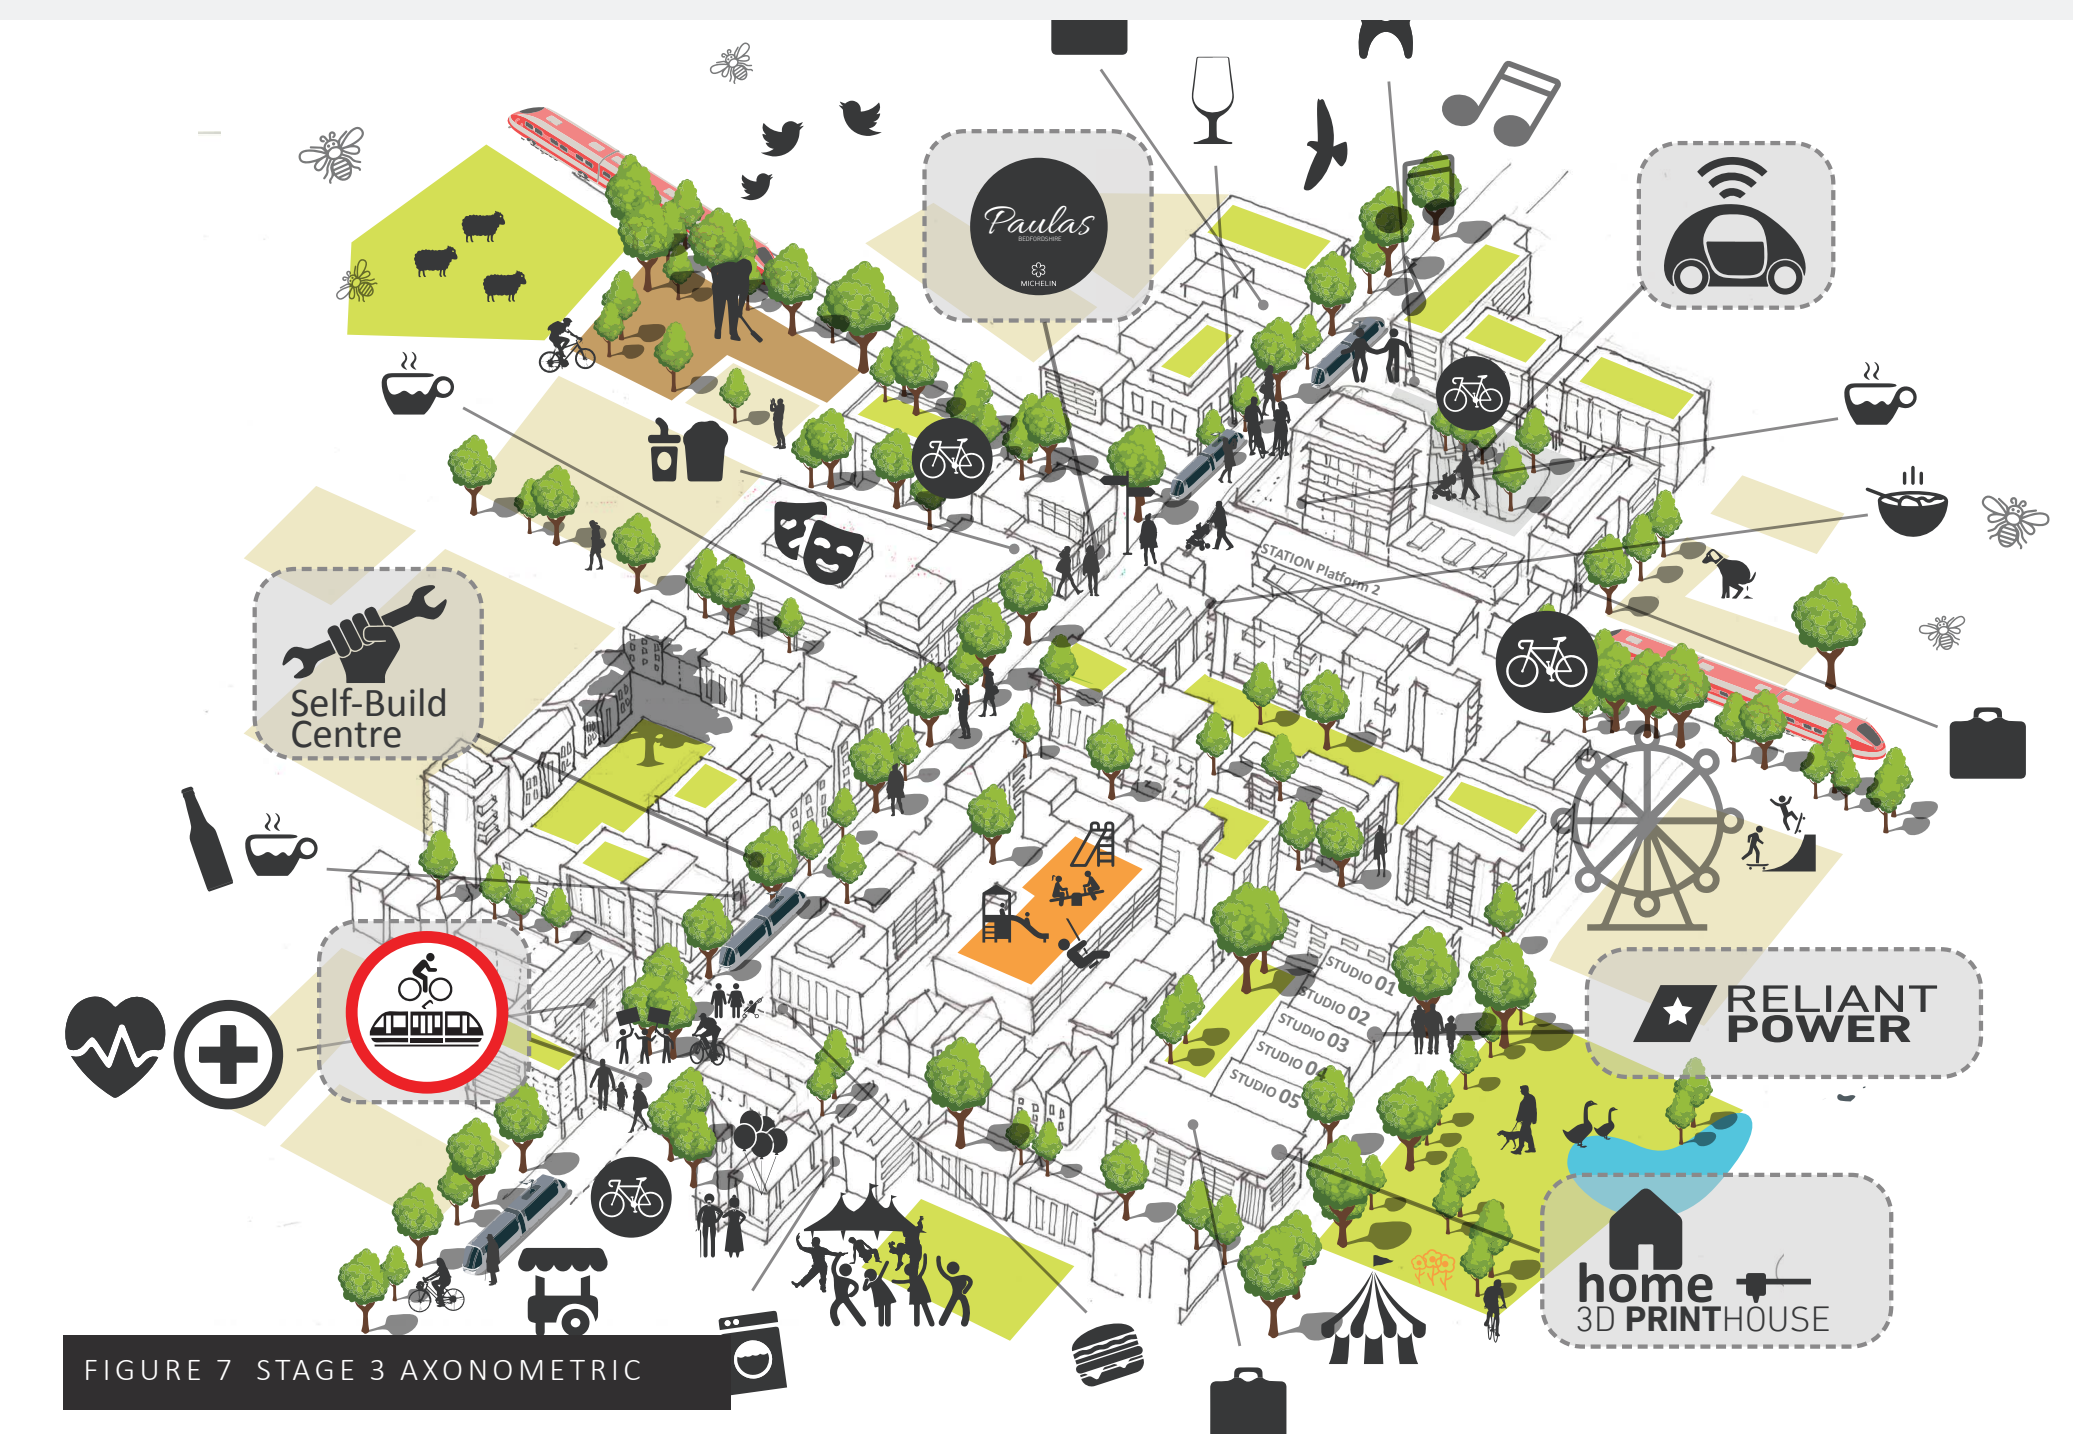 Paulas
BEDFORDSHIRE
MICHELIN
STATION Platform 2
Self-Build
Centre
STUDIO 01
STUDIO 02
STUDIO 03
STUDIO 04
STUDIO 05
RELIANT
POWER
home
3D PRINTHOUSE
FIGURE 7 STAGE 3 AXONOMETRIC